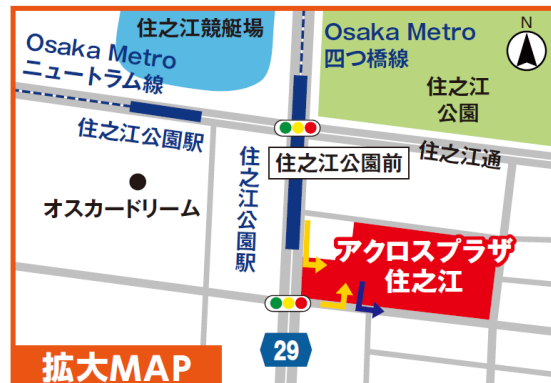 住之江競艇場
Osaka Metro
ニュートラム線
Osaka Metro
四つ橋線
N
住之江
公園
住之江公園駅
住之江公園前
住之江通
住之江公園駅
オスカードリーム
アクロスプラザ
住之江
29
拡大MAP